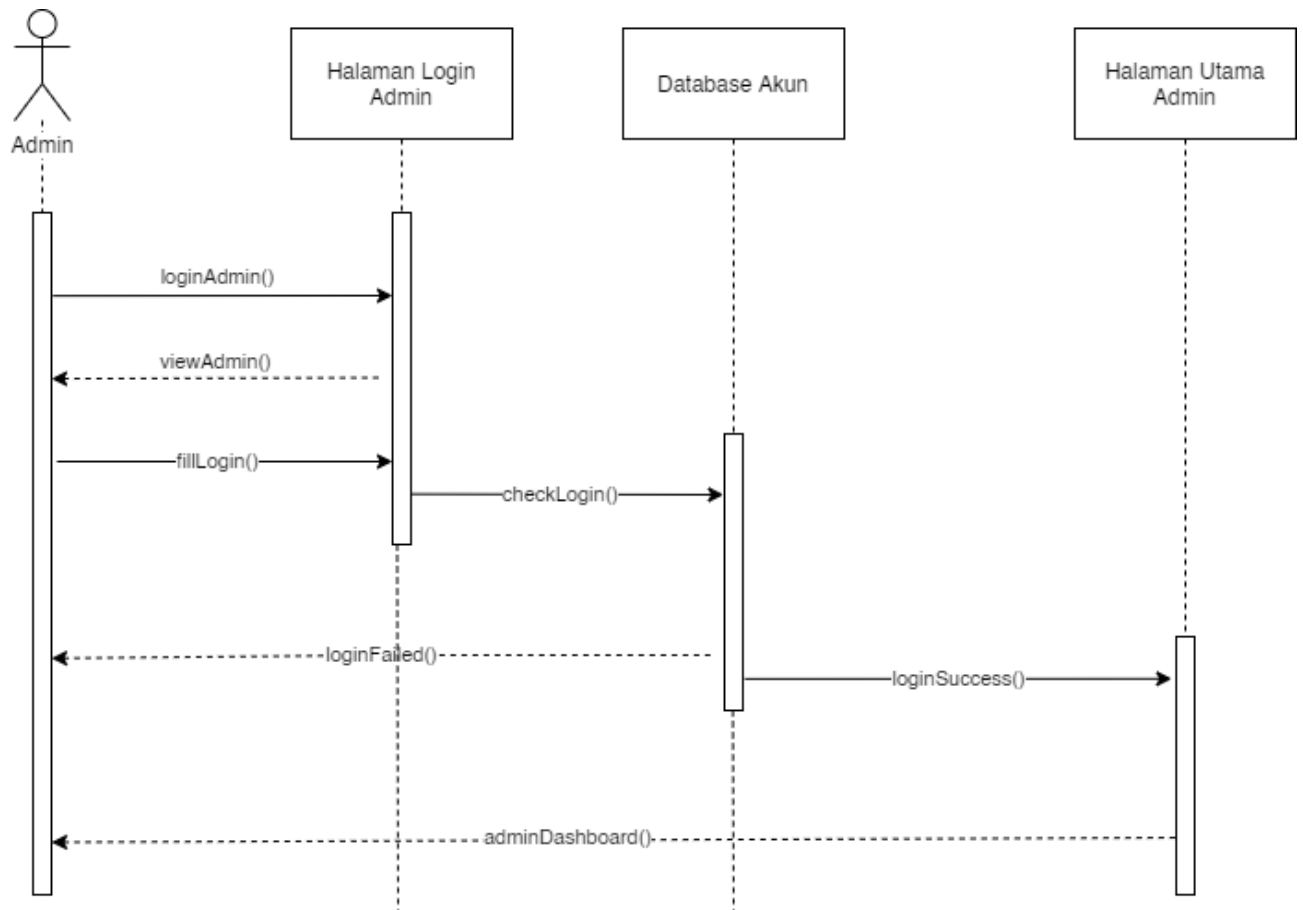 Halaman Login
Admin
Database Akun
Halaman Utama
Admin
Admin
loginAdmin()
viewAdmin()
fillLogin()
checkLogin()
loginFailed()
loginSuccess()
adminDashboard()